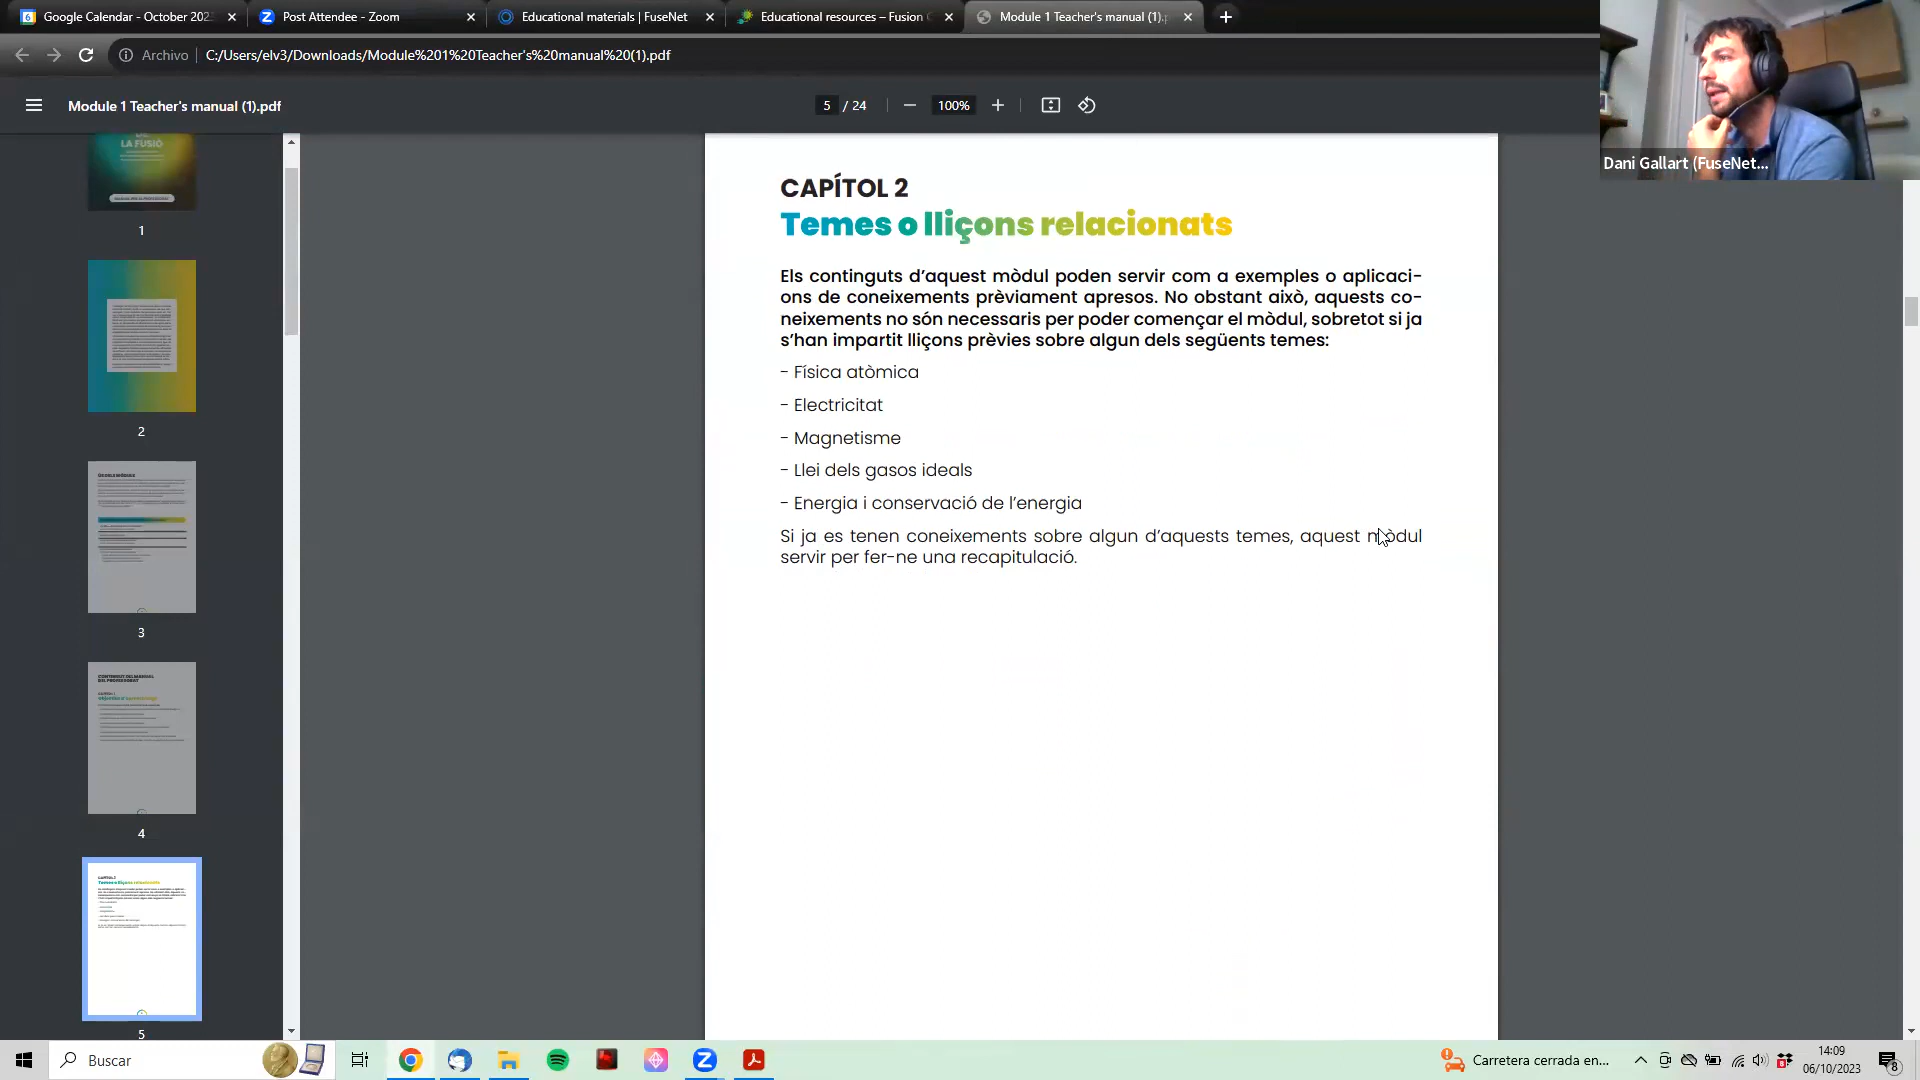 Google Calendar - October 202
Post Attendee - Zoom
Educational materials | FuseNet
Educational resources – Fusion
Module 1 Teacher's manual (1).
Archivo
C:/Users/elv3/Downloads/Module%201%20Teacher's%20manual%20(1).pdf
Module 1 Teacher's manual (1).pdf
5 / 24
100%
Dani Gallart (FuseNet...
LA FUSIÓ
1
2
3
4
5
CAPÍTOL 2
Temes o lliçons relacionats
Els continguts d'aquest mòdul poden servir com a exemples o aplicaci-
ons de coneixements prèviament apresos. No obstant això, aquests co-
neixements no són necessaris per poder començar el mòdul, sobretot si ja
s'han impartit lliçons prèvies sobre algun dels següents temes:
- Física atòmica
- Electricitat
- Magnetisme
- Llei dels gasos ideals
- Energia i conservació de l'energia
Si ja es tenen coneixements sobre algun d'aquests temes, aquest mòdul
servir per fer-ne una recapitulació.
Buscar
Carretera cerrada en...
14:09
06/10/2023
8